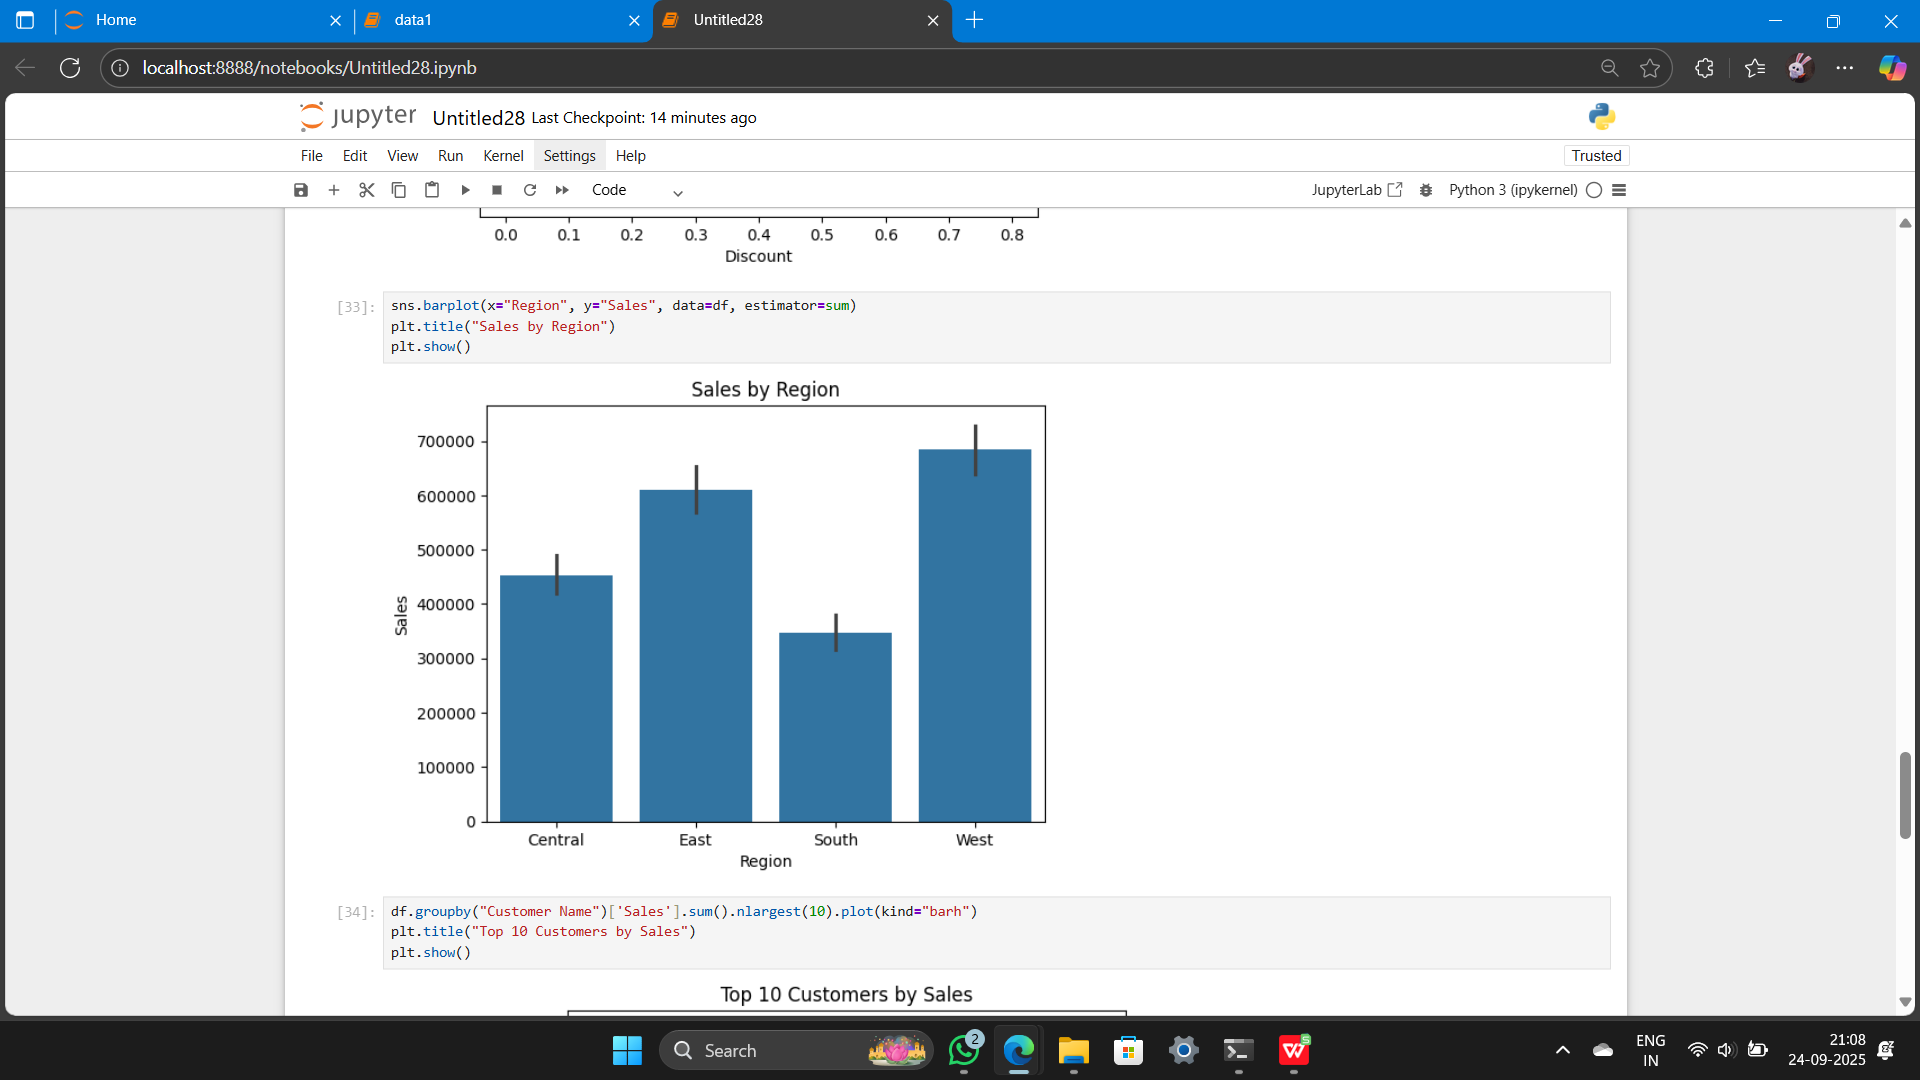 Home
data1
Untitled28
localhost:8888/notebooks/Untitled28.ipynb
jupyter Untitled28 Last Checkpoint: 14 minutes ago
File Edit View Run Kernel Settings Help
Trusted
Code
JupyterLab
Python 3 (ipykernel)
0.0 0.1 0.2 0.3 0.4 0.5 0.6 0.7 0.8
Discount
[33]:
sns.barplot(x="Region", y="Sales", data=df, estimator=sum)
plt.title("Sales by Region")
plt.show()
Sales by Region
700000
600000
500000
400000
300000
200000
100000
0
Sales
Central East South West
Region
[34]:
df.groupby("Customer Name")['Sales'].sum().nlargest(10).plot(kind="barh")
plt.title("Top 10 Customers by Sales")
plt.show()
Top 10 Customers by Sales
Search
2
W
S
ENG
IN
21:08
24-09-2025